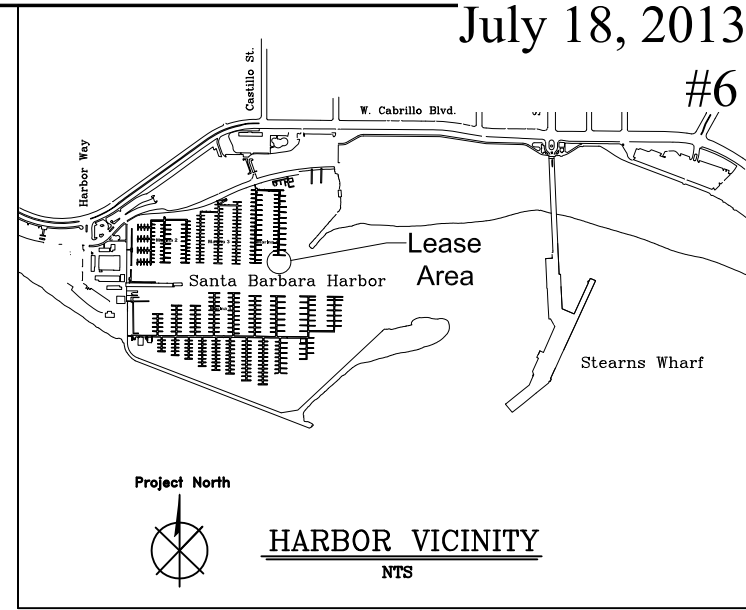 July 18, 2013
#6
Castillo St.
W. Cabrillo Blvd.
Harbor Way
Lease
Area
Santa Barbara Harbor
Stearns Wharf
Project North
HARBOR VICINITY
NTS